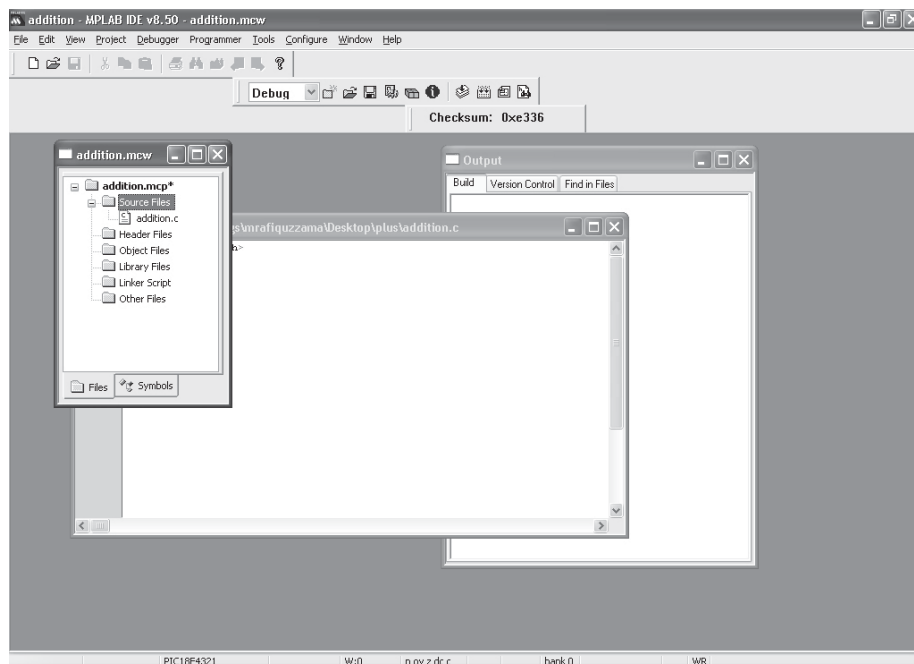 addition - MPLAB IDE v8.50 - addition.mcw
File Edit View Project Debugger Programmer Tools Configure Window Help
Debug
Checksum: 0xe336
addition.mcw
addition.mcp*
Source Files
addition.c
Header Files
Object Files
Library Files
Linker Script
Other Files
Files Symbols
Output
Build Version Control Find in Files
gs\mrafiquzzama\Desktop\plus\addition.c
h>
PIC18F4321 W:0 n ov z dc c bank 0 WR